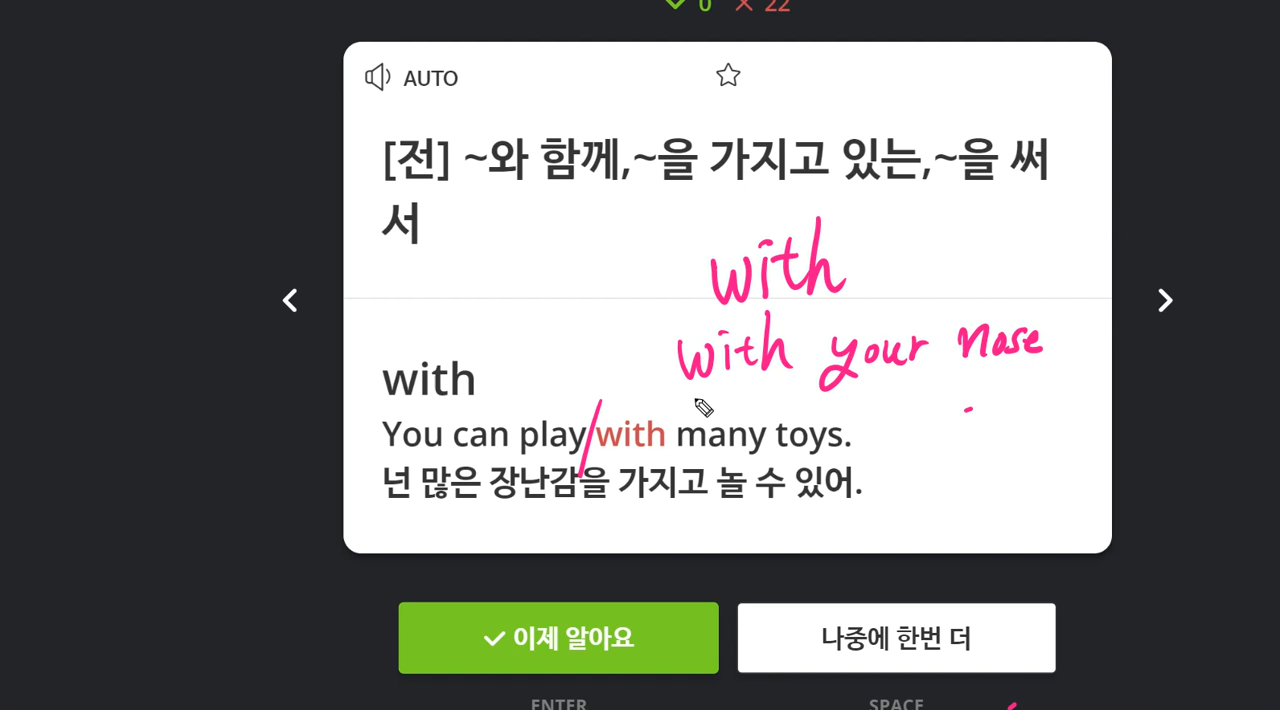 0 22
AUTO
[전] ~와 함께,~을 가지고 있는,~을 써
서
with
with your nose
with
You can play with many toys.
넌 많은 장난감을 가지고 놀 수 있어.
이제 알아요 나중에 한번 더
ENTER SPACE